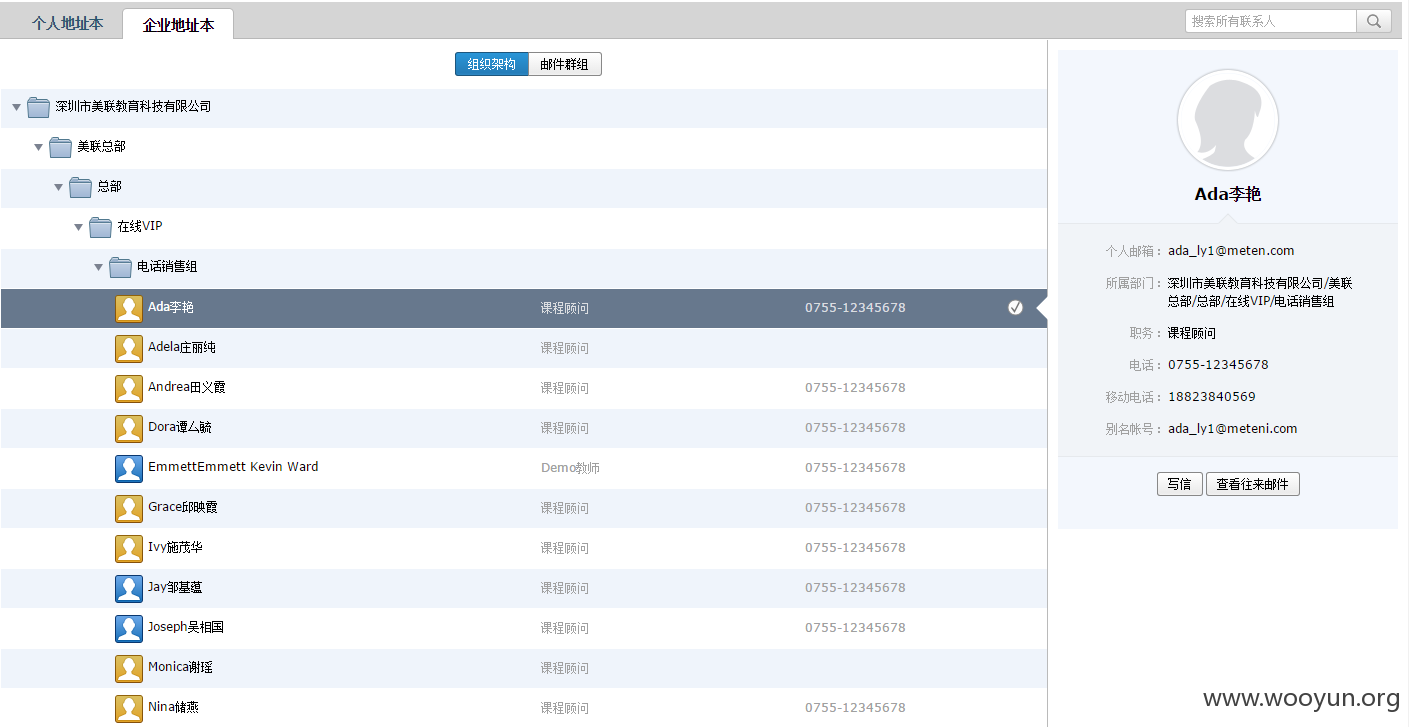 个人地址本 企业地址本 搜索所有联系人
组织架构 邮件群组
深圳市美联教育科技有限公司
美联总部
总部
在线VIP
电话销售组
Ada李艳 课程顾问 0755-12345678
Adela庄丽纯 课程顾问
Andrea田义霞 课程顾问 0755-12345678
Dora谭么毓 课程顾问 0755-12345678
EmmettEmmett Kevin Ward Demo教师 0755-12345678
Grace邱映霞 课程顾问 0755-12345678
Ivy施茂华 课程顾问 0755-12345678
Jay邹基蕴 课程顾问 0755-12345678
Joseph吴相国 课程顾问 0755-12345678
Monica谢瑶 课程顾问
Nina储燕 课程顾问 0755-12345678
Ada李艳
个人邮箱： ada_ly1@meten.com
所属部门： 深圳市美联教育科技有限公司/美联
总部/总部/在线VIP/电话销售组
职务： 课程顾问
电话： 0755-12345678
移动电话： 18823840569
别名帐号： ada_ly1@meteni.com
写信 查看往来邮件
www.wooyun.org